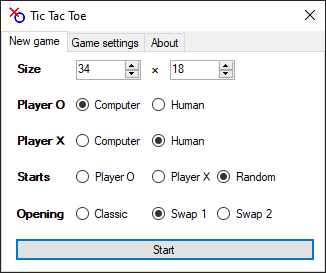 Tic Tac Toe
New game Game settings About
Size 34 × 18
Player O Computer Human
Player X Computer Human
Starts Player O Player X Random
Opening Classic Swap 1 Swap 2
Start